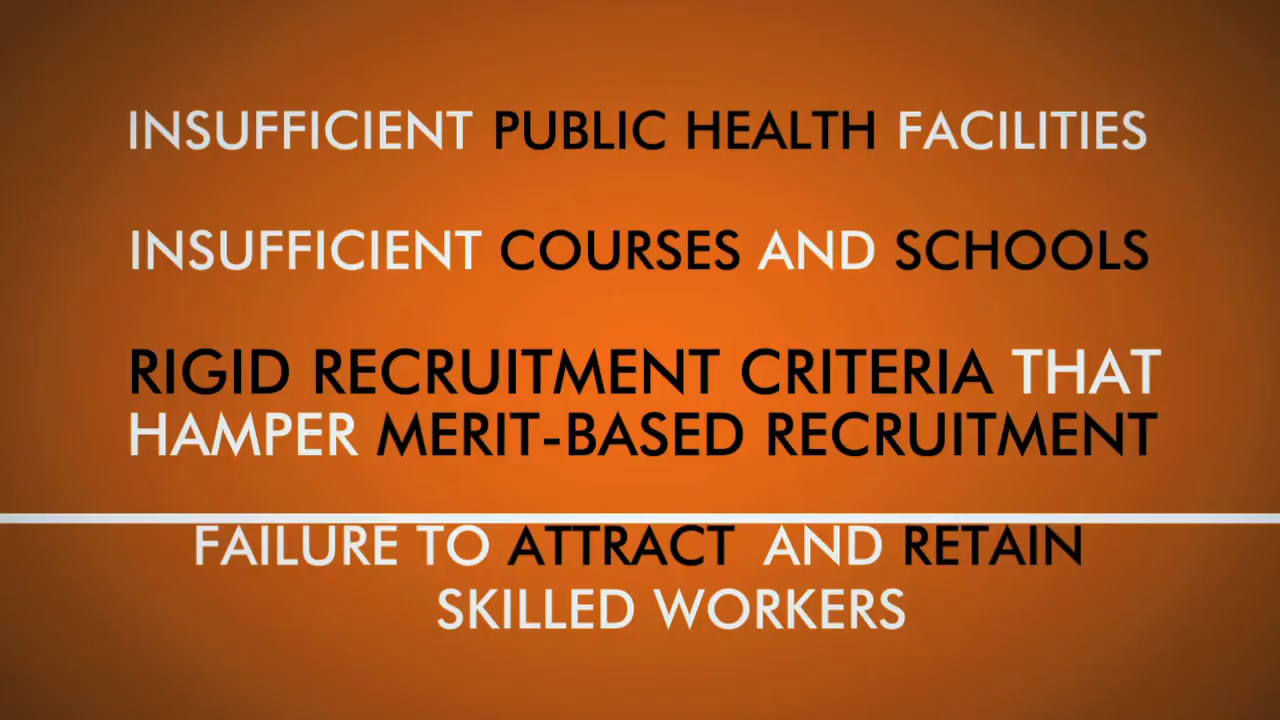 INSUFFICIENT PUBLIC HEALTH FACILITIES
INSUFFICIENT COURSES AND SCHOOLS
RIGID RECRUITMENT CRITERIA THAT
HAMPER MERIT-BASED RECRUITMENT
FAILURE TO ATTRACT AND RETAIN
SKILLED WORKERS